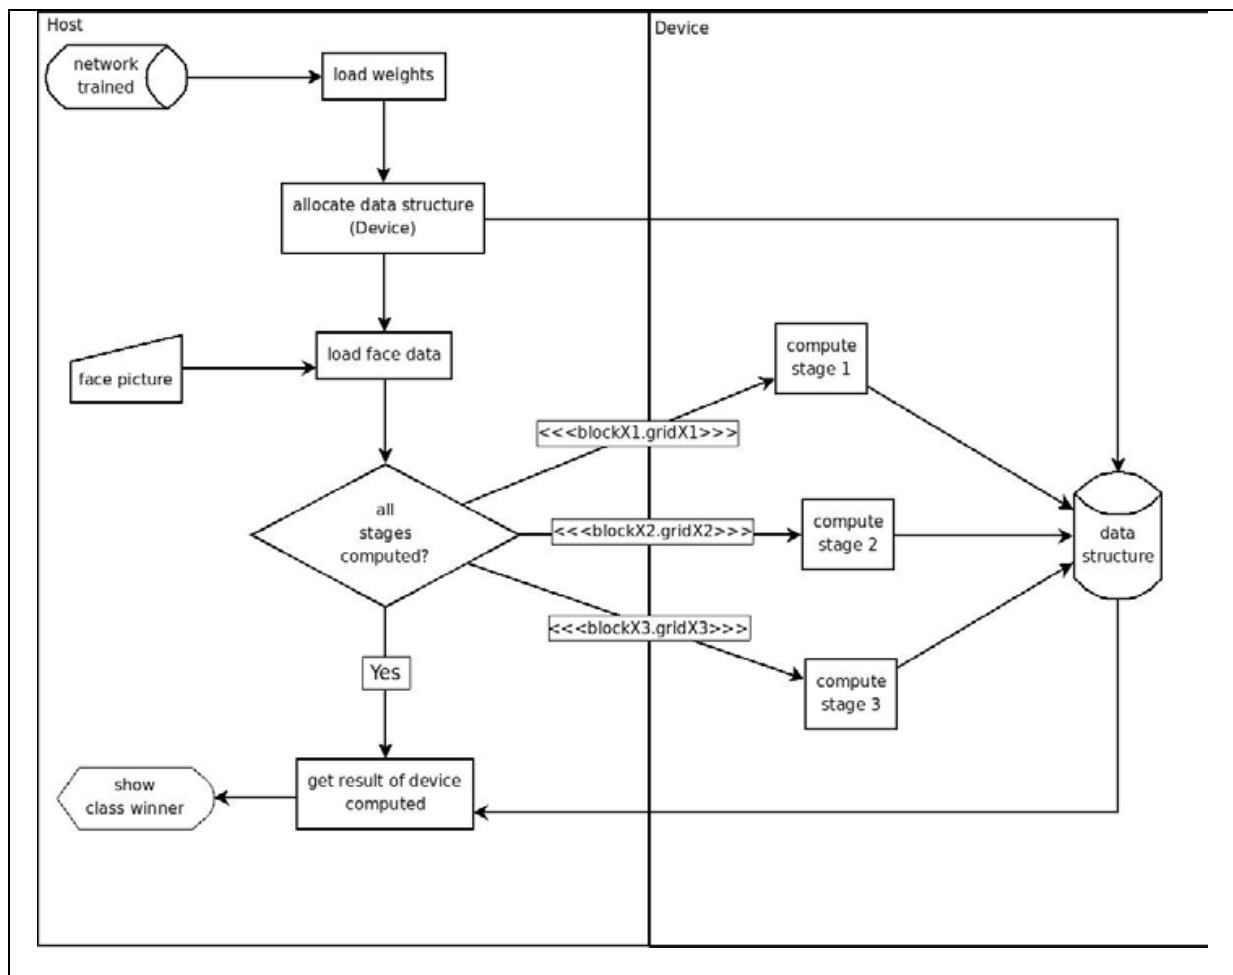 Host
Device
network
trained
load weights
allocate data structure
(Device)
face picture
load face data
compute
stage 1
<<<blockX1.gridX1>>>
all
stages
computed?
<<<blockX2.gridX2>>>
compute
stage 2
data
structure
<<<blockX3.gridX3>>>
compute
stage 3
Yes
get result of device
computed
show
class winner